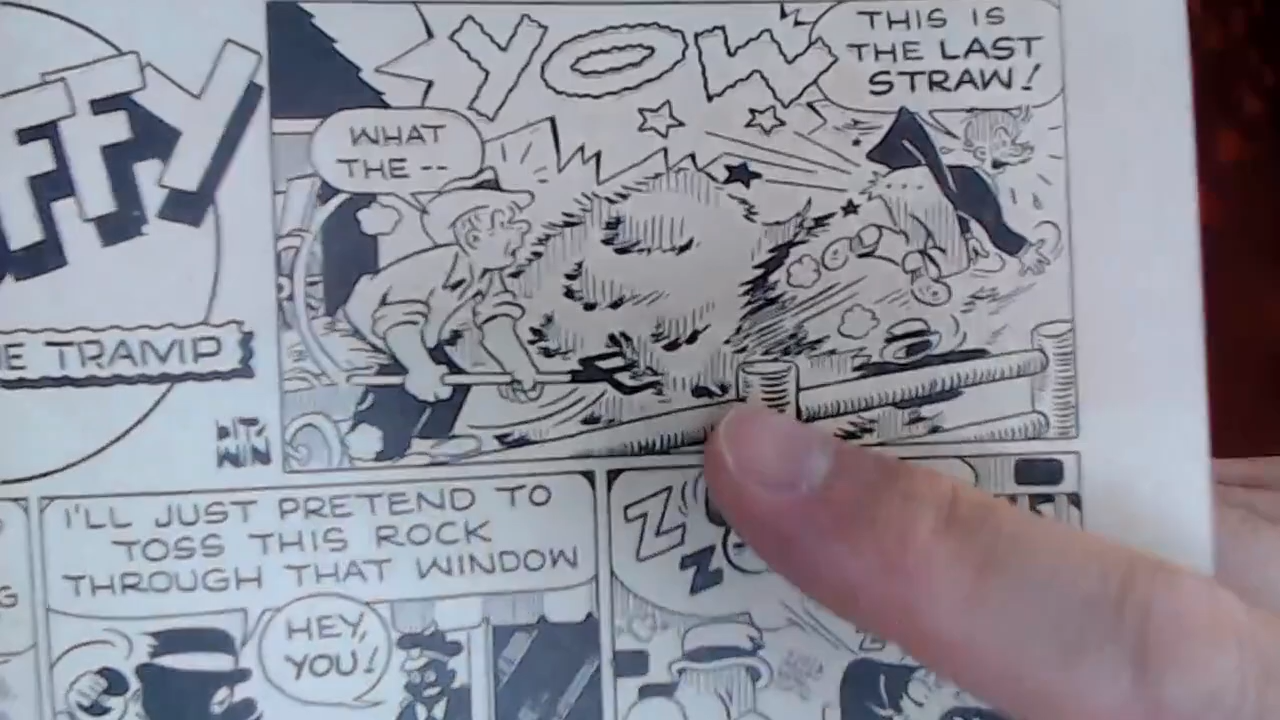 FFY
E TRAMP
YOW
THIS IS
THE LAST
STRAW!
WHAT
THE --
G
I'LL JUST PRETEND TO
TOSS THIS ROCK
THROUGH THAT WINDOW
HEY,
YOU!
Z
Z
Z